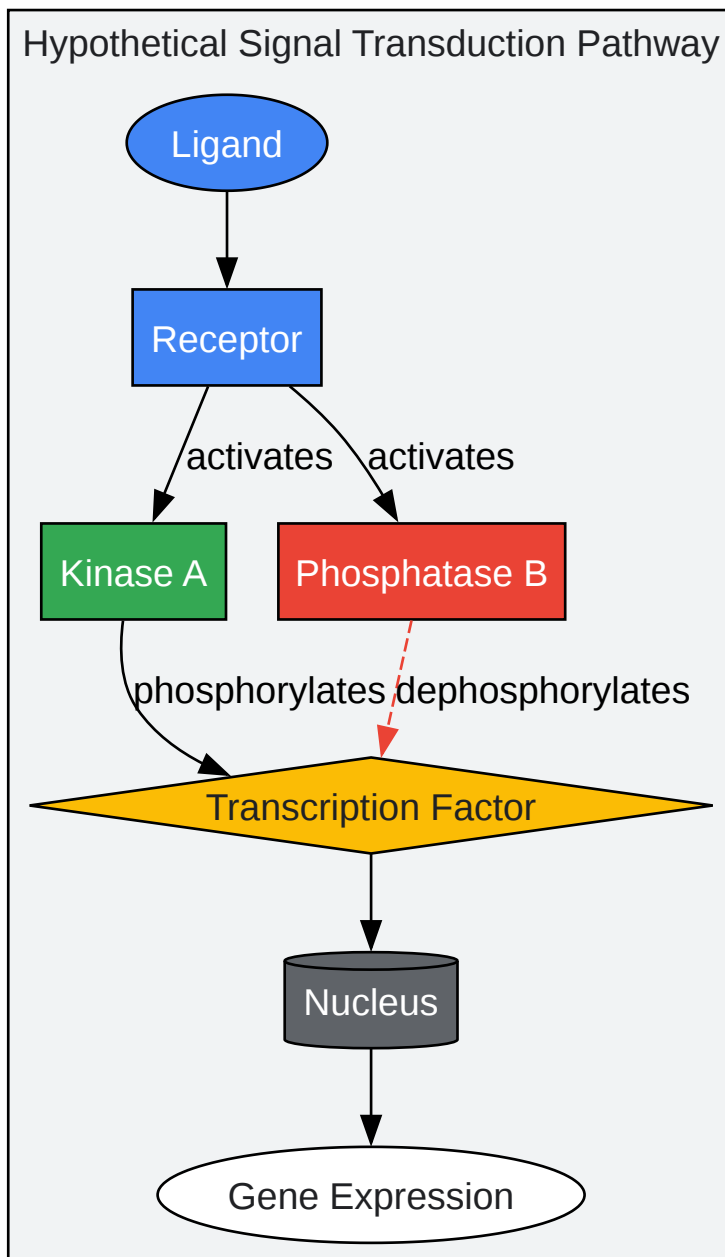 Hypothetical Signal Transduction Pathway
Ligand
Receptor
activates
activates
Kinase A
Phosphatase B
phosphorylates
dephosphorylates
Transcription Factor
Nucleus
Gene Expression